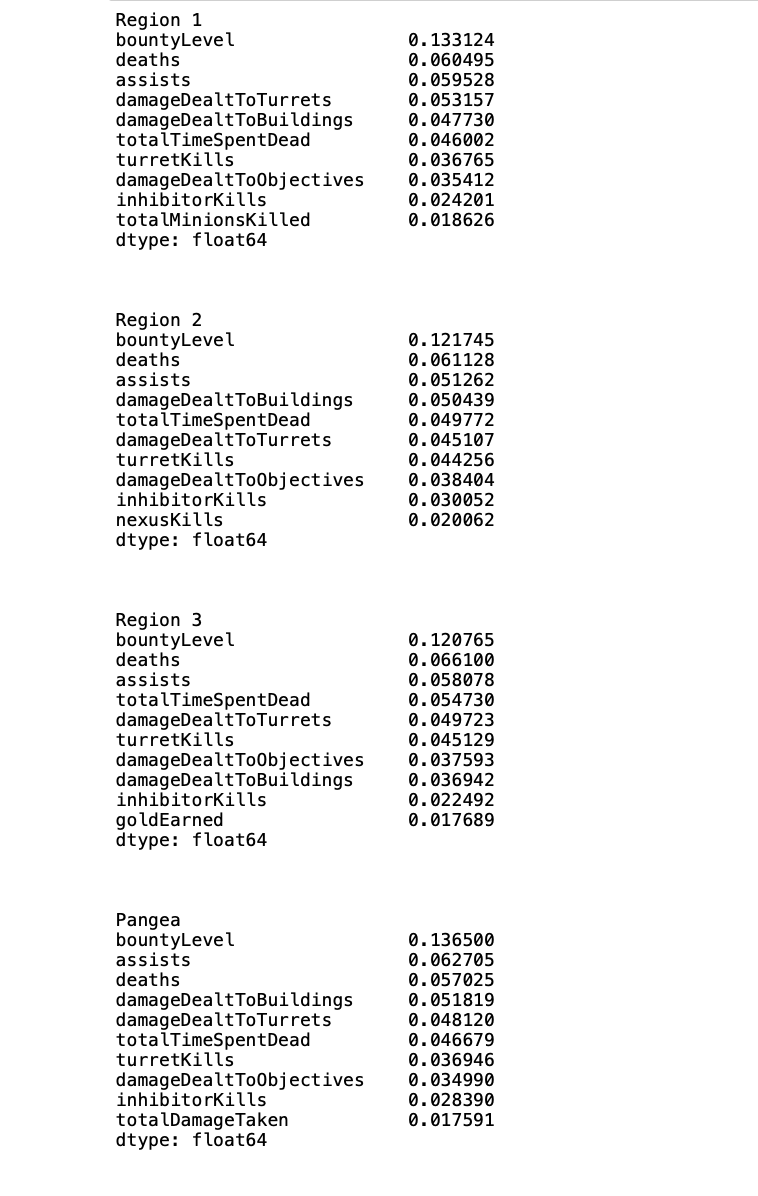 Region 1
bountyLevel 0.133124
deaths 0.060495
assists 0.059528
damageDealtToTurrets 0.053157
damageDealtToBuildings 0.047730
totalTimeSpentDead 0.046002
turretKills 0.036765
damageDealtToObjectives 0.035412
inhibitorKills 0.024201
totalMinionsKilled 0.018626
dtype: float64
Region 2
bountyLevel 0.121745
deaths 0.061128
assists 0.051262
damageDealtToBuildings 0.050439
totalTimeSpentDead 0.049772
damageDealtToTurrets 0.045107
turretKills 0.044256
damageDealtToObjectives 0.038404
inhibitorKills 0.030052
nexusKills 0.020062
dtype: float64
Region 3
bountyLevel 0.120765
deaths 0.066100
assists 0.058078
totalTimeSpentDead 0.054730
damageDealtToTurrets 0.049723
turretKills 0.045129
damageDealtToObjectives 0.037593
damageDealtToBuildings 0.036942
inhibitorKills 0.022492
goldEarned 0.017689
dtype: float64
Pangea
bountyLevel 0.136500
assists 0.062705
deaths 0.057025
damageDealtToBuildings 0.051819
damageDealtToTurrets 0.048120
totalTimeSpentDead 0.046679
turretKills 0.036946
damageDealtToObjectives 0.034990
inhibitorKills 0.028390
totalDamageTaken 0.017591
dtype: float64